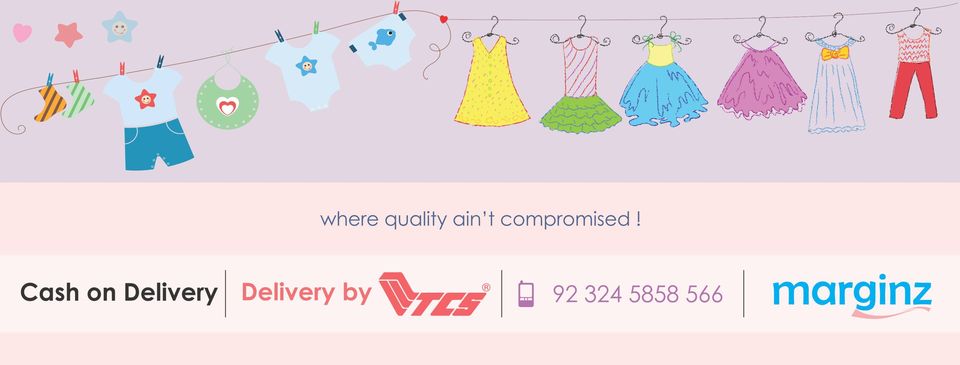 where quality ain't compromised !
Cash on Delivery Delivery by TCS® 92 324 5858 566 marginz